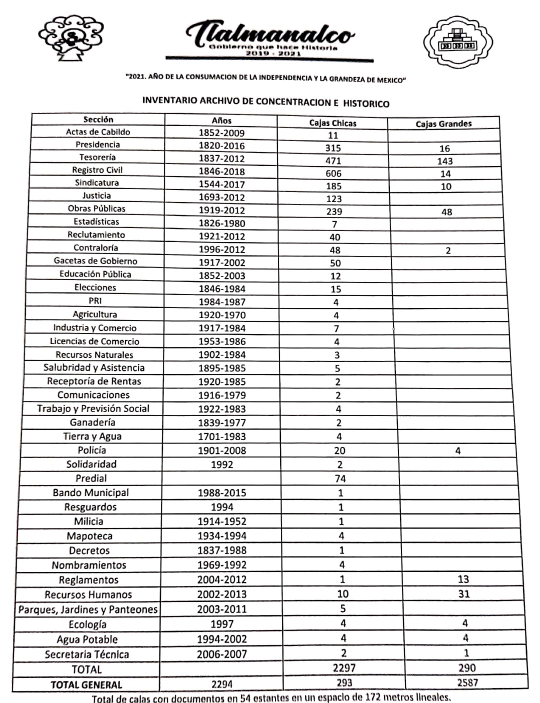 Tlalmanalco
Gobierno que hace Historia
2019 - 2021
"2021. AÑO DE LA CONSUMACION DE LA INDEPENDENCIA Y LA GRANDEZA DE MEXICO"
INVENTARIO ARCHIVO DE CONCENTRACION E HISTORICO
Sección Años Cajas Chicas Cajas Grandes
Actas de Cabildo 1852-2009 11
Presidencia 1820-2016 315 16
Tesorería 1837-2012 471 143
Registro Civil 1846-2018 606 14
Sindicatura 1544-2017 185 10
Justicia 1693-2012 123
Obras Públicas 1919-2012 239 48
Estadísticas 1826-1980 7
Reclutamiento 1921-2012 40
Contraloría 1996-2012 48 2
Gacetas de Gobierno 1917-2002 50
Educación Pública 1852-2003 12
Elecciones 1846-1984 15
PRI 1984-1987 4
Agricultura 1920-1970 4
Industria y Comercio 1917-1984 7
Licencias de Comercio 1953-1986 4
Recursos Naturales 1902-1984 3
Salubridad y Asistencia 1895-1985 5
Receptoría de Rentas 1920-1985 2
Comunicaciones 1916-1979 2
Trabajo y Previsión Social 1922-1983 4
Ganadería 1839-1977 2
Tierra y Agua 1701-1983 4
Policía 1901-2008 20 4
Solidaridad 1992 2
Predial 74
Bando Municipal 1988-2015 1
Resguardos 1994 1
Milicia 1914-1952 1
Mapoteca 1934-1994 4
Decretos 1837-1988 1
Nombramientos 1969-1992 4
Reglamentos 2004-2012 1 13
Recursos Humanos 2002-2013 10 31
Parques, Jardines y Panteones 2003-2011 5
Ecología 1997 4 4
Agua Potable 1994-2002 4 4
Secretaria Técnica 2006-2007 2 1
TOTAL 2297 290
TOTAL GENERAL 2294 293 2587
Total de cajas con documentos en 54 estantes en un espacio de 172 metros lineales.